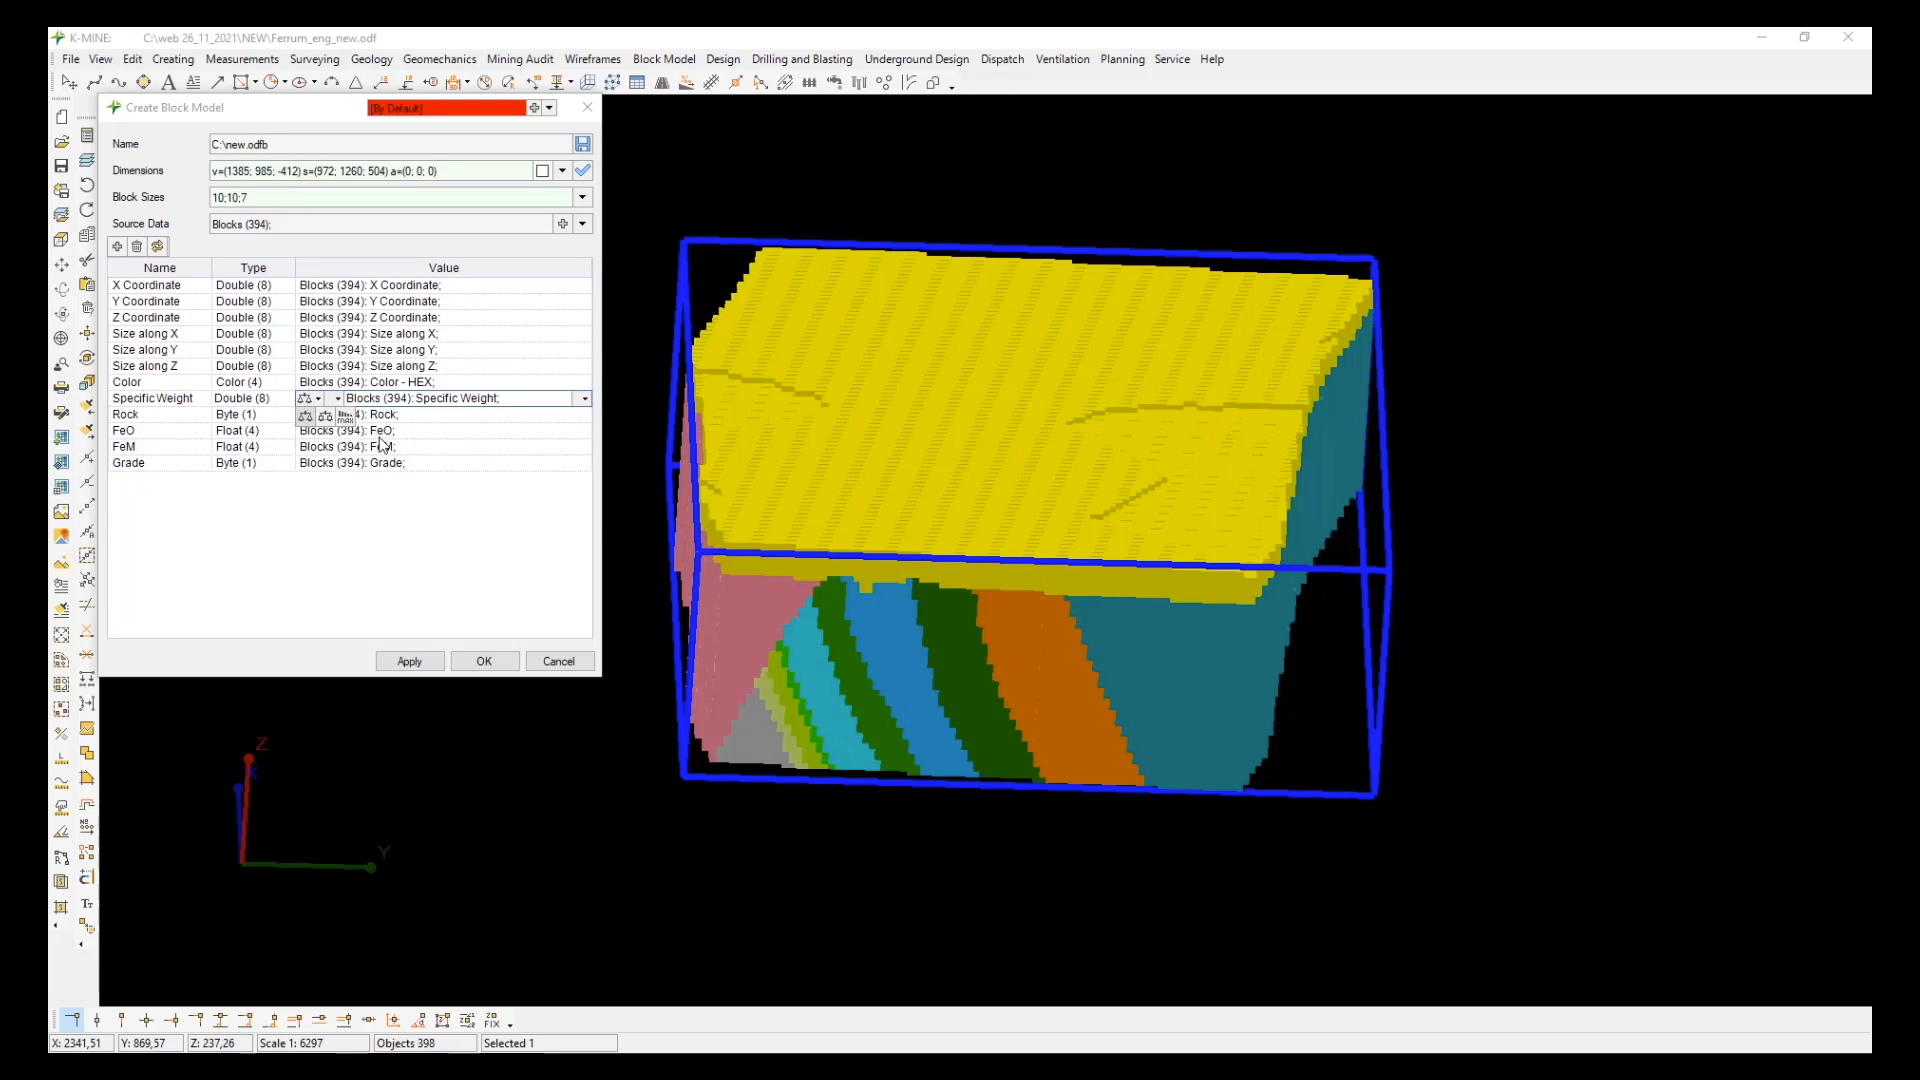 K-MINE: C:\web 26_11_2021\NEW\Ferrum_eng_new.odf
File View Edit Creating Measurements Surveying Geology Geomechanics Mining Audit Wireframes Block Model Design Drilling and Blasting Underground Design Dispatch Ventilation Planning Service Help
Create Block Model [By Default]
Name C:\new.odfb
Dimensions v=(1385; 985; -412) s=(972; 1260; 504) a=(0; 0; 0)
Block Sizes 10;10;7
Source Data Blocks (394);
Name Type Value
X Coordinate Double (8) Blocks (394): X Coordinate;
Y Coordinate Double (8) Blocks (394): Y Coordinate;
Z Coordinate Double (8) Blocks (394): Z Coordinate;
Size along X Double (8) Blocks (394): Size along X;
Size along Y Double (8) Blocks (394): Size along Y;
Size along Z Double (8) Blocks (394): Size along Z;
Color Color (4) Blocks (394): Color - HEX;
Specific Weight Double (8) Blocks (394): Specific Weight;
Rock Byte (1) 4): Rock;
FeO Float (4) Blocks (394): FeO;
FeM Float (4) Blocks (394):
Grade Byte (1) Blocks (394): Grade;
Apply OK Cancel
Z
Y
FIX
X: 2341,51 Y: 869,57 Z: 237,26 Scale 1: 6297 Objects 398 Selected 1